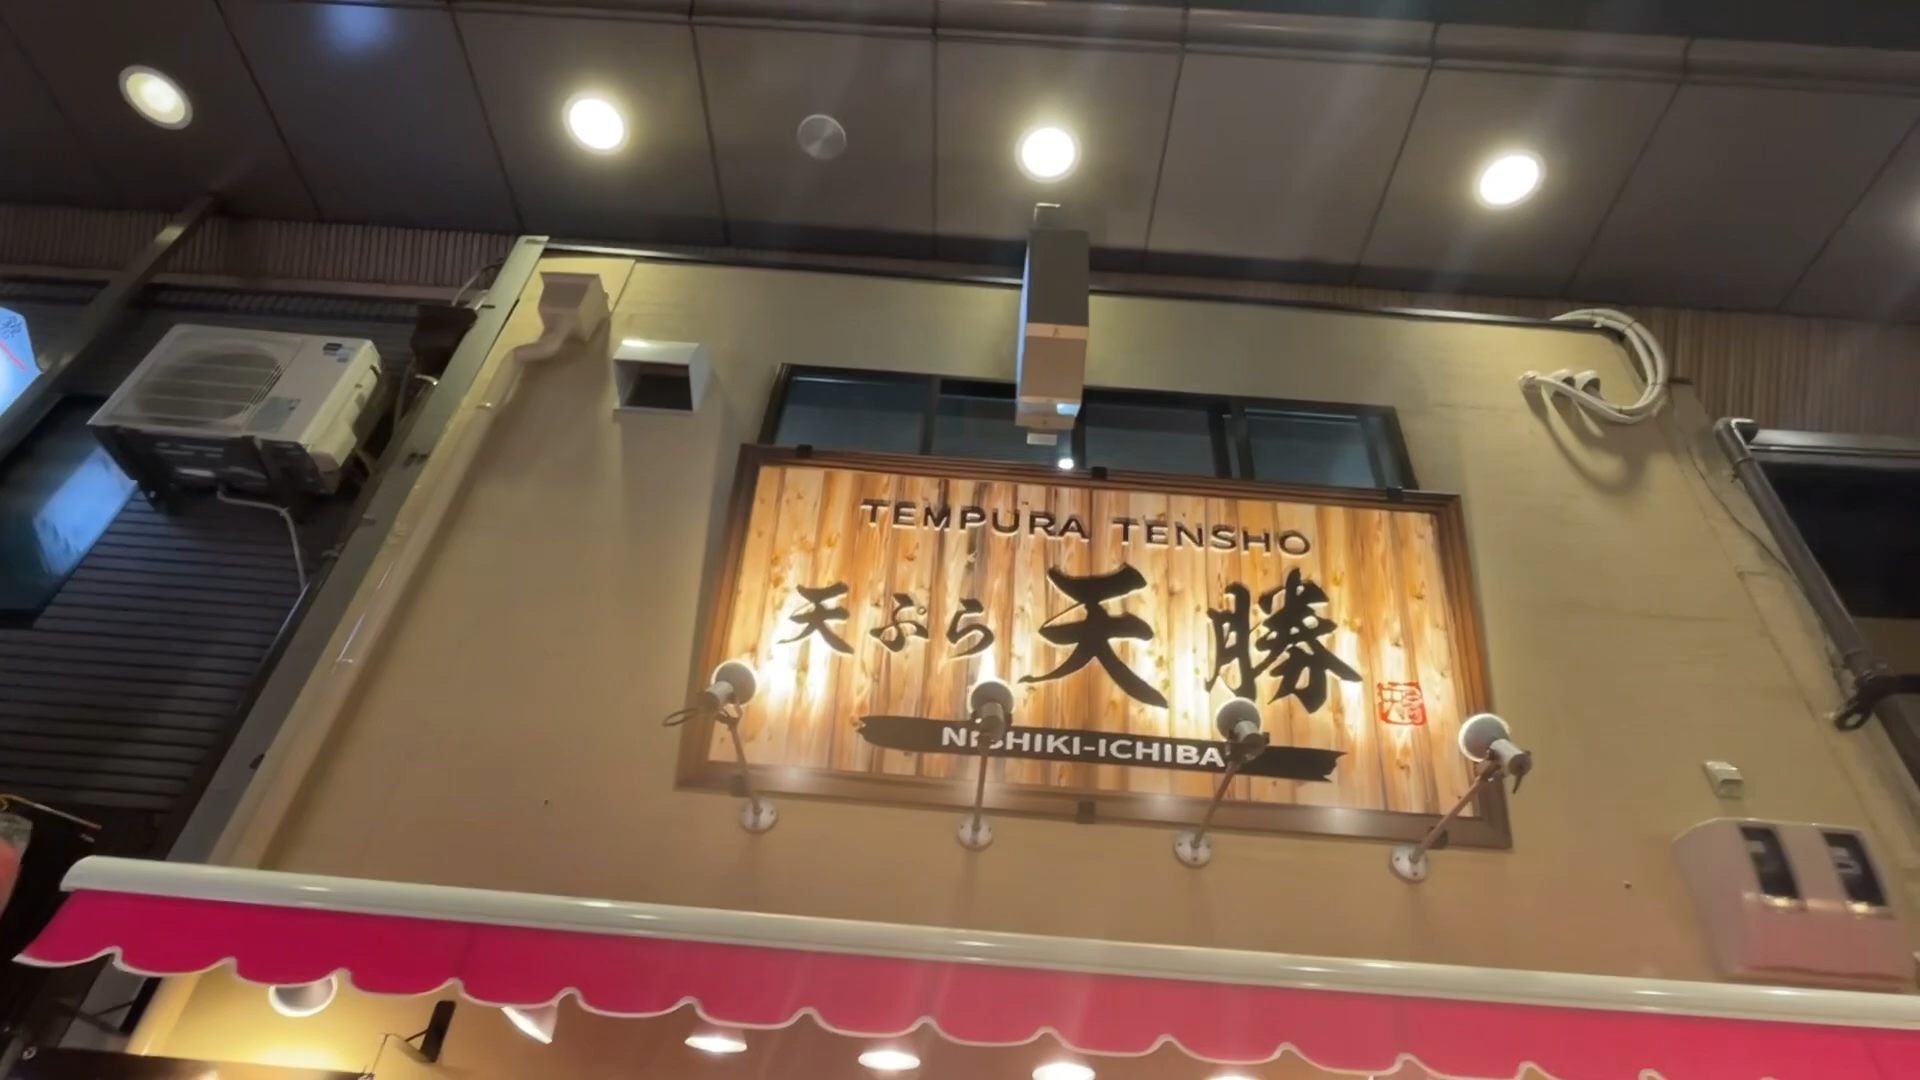 TEMPURA TENSHO
天ぷら 天勝
NISHIKI-ICHIBA